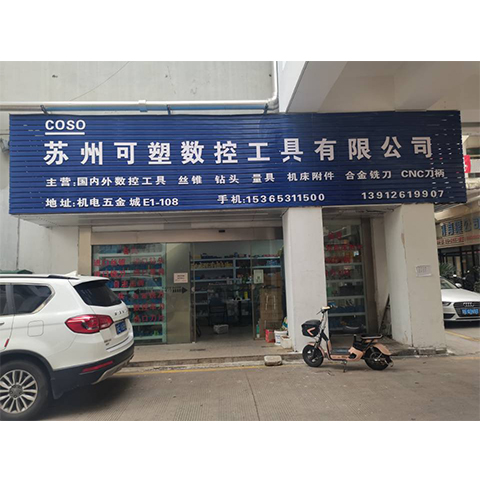 COSO
苏州可塑数控工具有限公司
主营:国内外数控工具 丝锥 钻头 量具 机床附件 合金铣刀 CNC刀柄
地址:机电五金城E1-108 手机:15365311500 13912619907